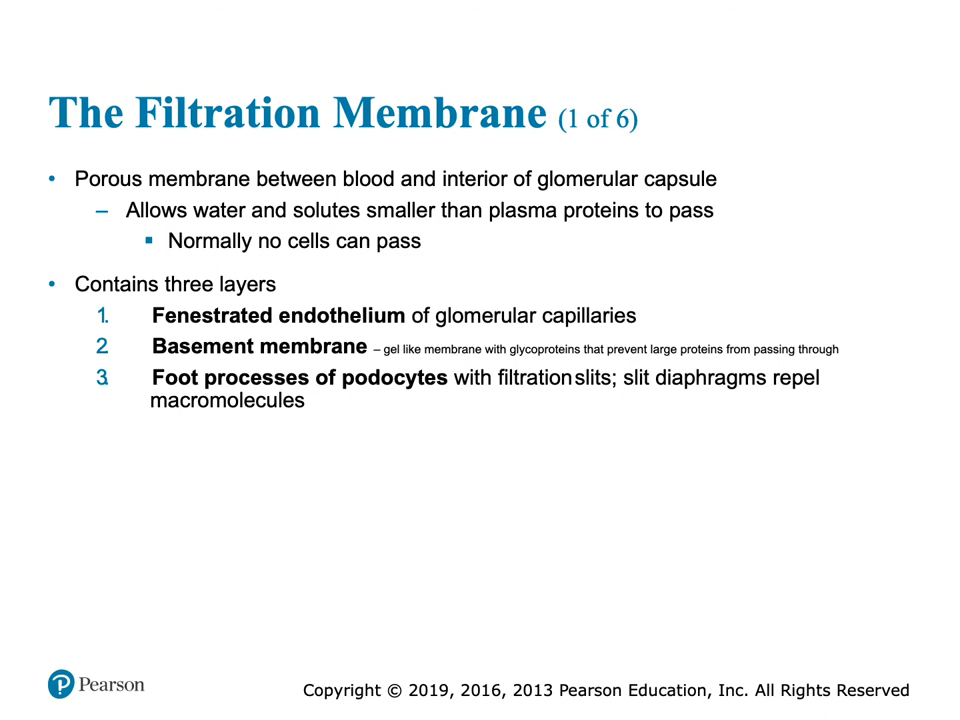 The Filtration Membrane (1 of 6)
• Porous membrane between blood and interior of glomerular capsule
– Allows water and solutes smaller than plasma proteins to pass
▪ Normally no cells can pass
• Contains three layers
1. Fenestrated endothelium of glomerular capillaries
2. Basement membrane – gel like membrane with glycoproteins that prevent large proteins from passing through
3. Foot processes of podocytes with filtration slits; slit diaphragms repel
macromolecules
P Pearson
Copyright © 2019, 2016, 2013 Pearson Education, Inc. All Rights Reserved